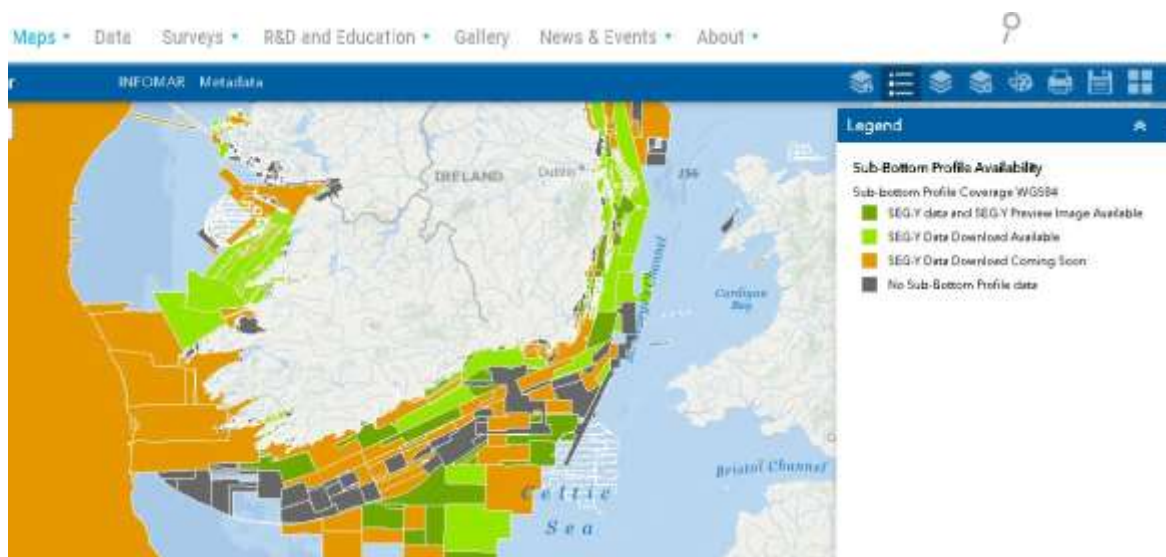 Maps Data Surveys R&D and Education Gallery News & Events About
INFOMAR Metadata
Legend
Sub-Bottom Profile Availability
Sub-bottom Profile Coverage WGS84
SEG-Y data and SEG-Y Preview Image Available
SEG-Y Data Download Available
SEG-Y Data Download Coming Soon
No Sub-Bottom Profile data
IRELAND
Dublin
Channel
Cardigan
Bay
Bristol Channel
Celtic
Sea